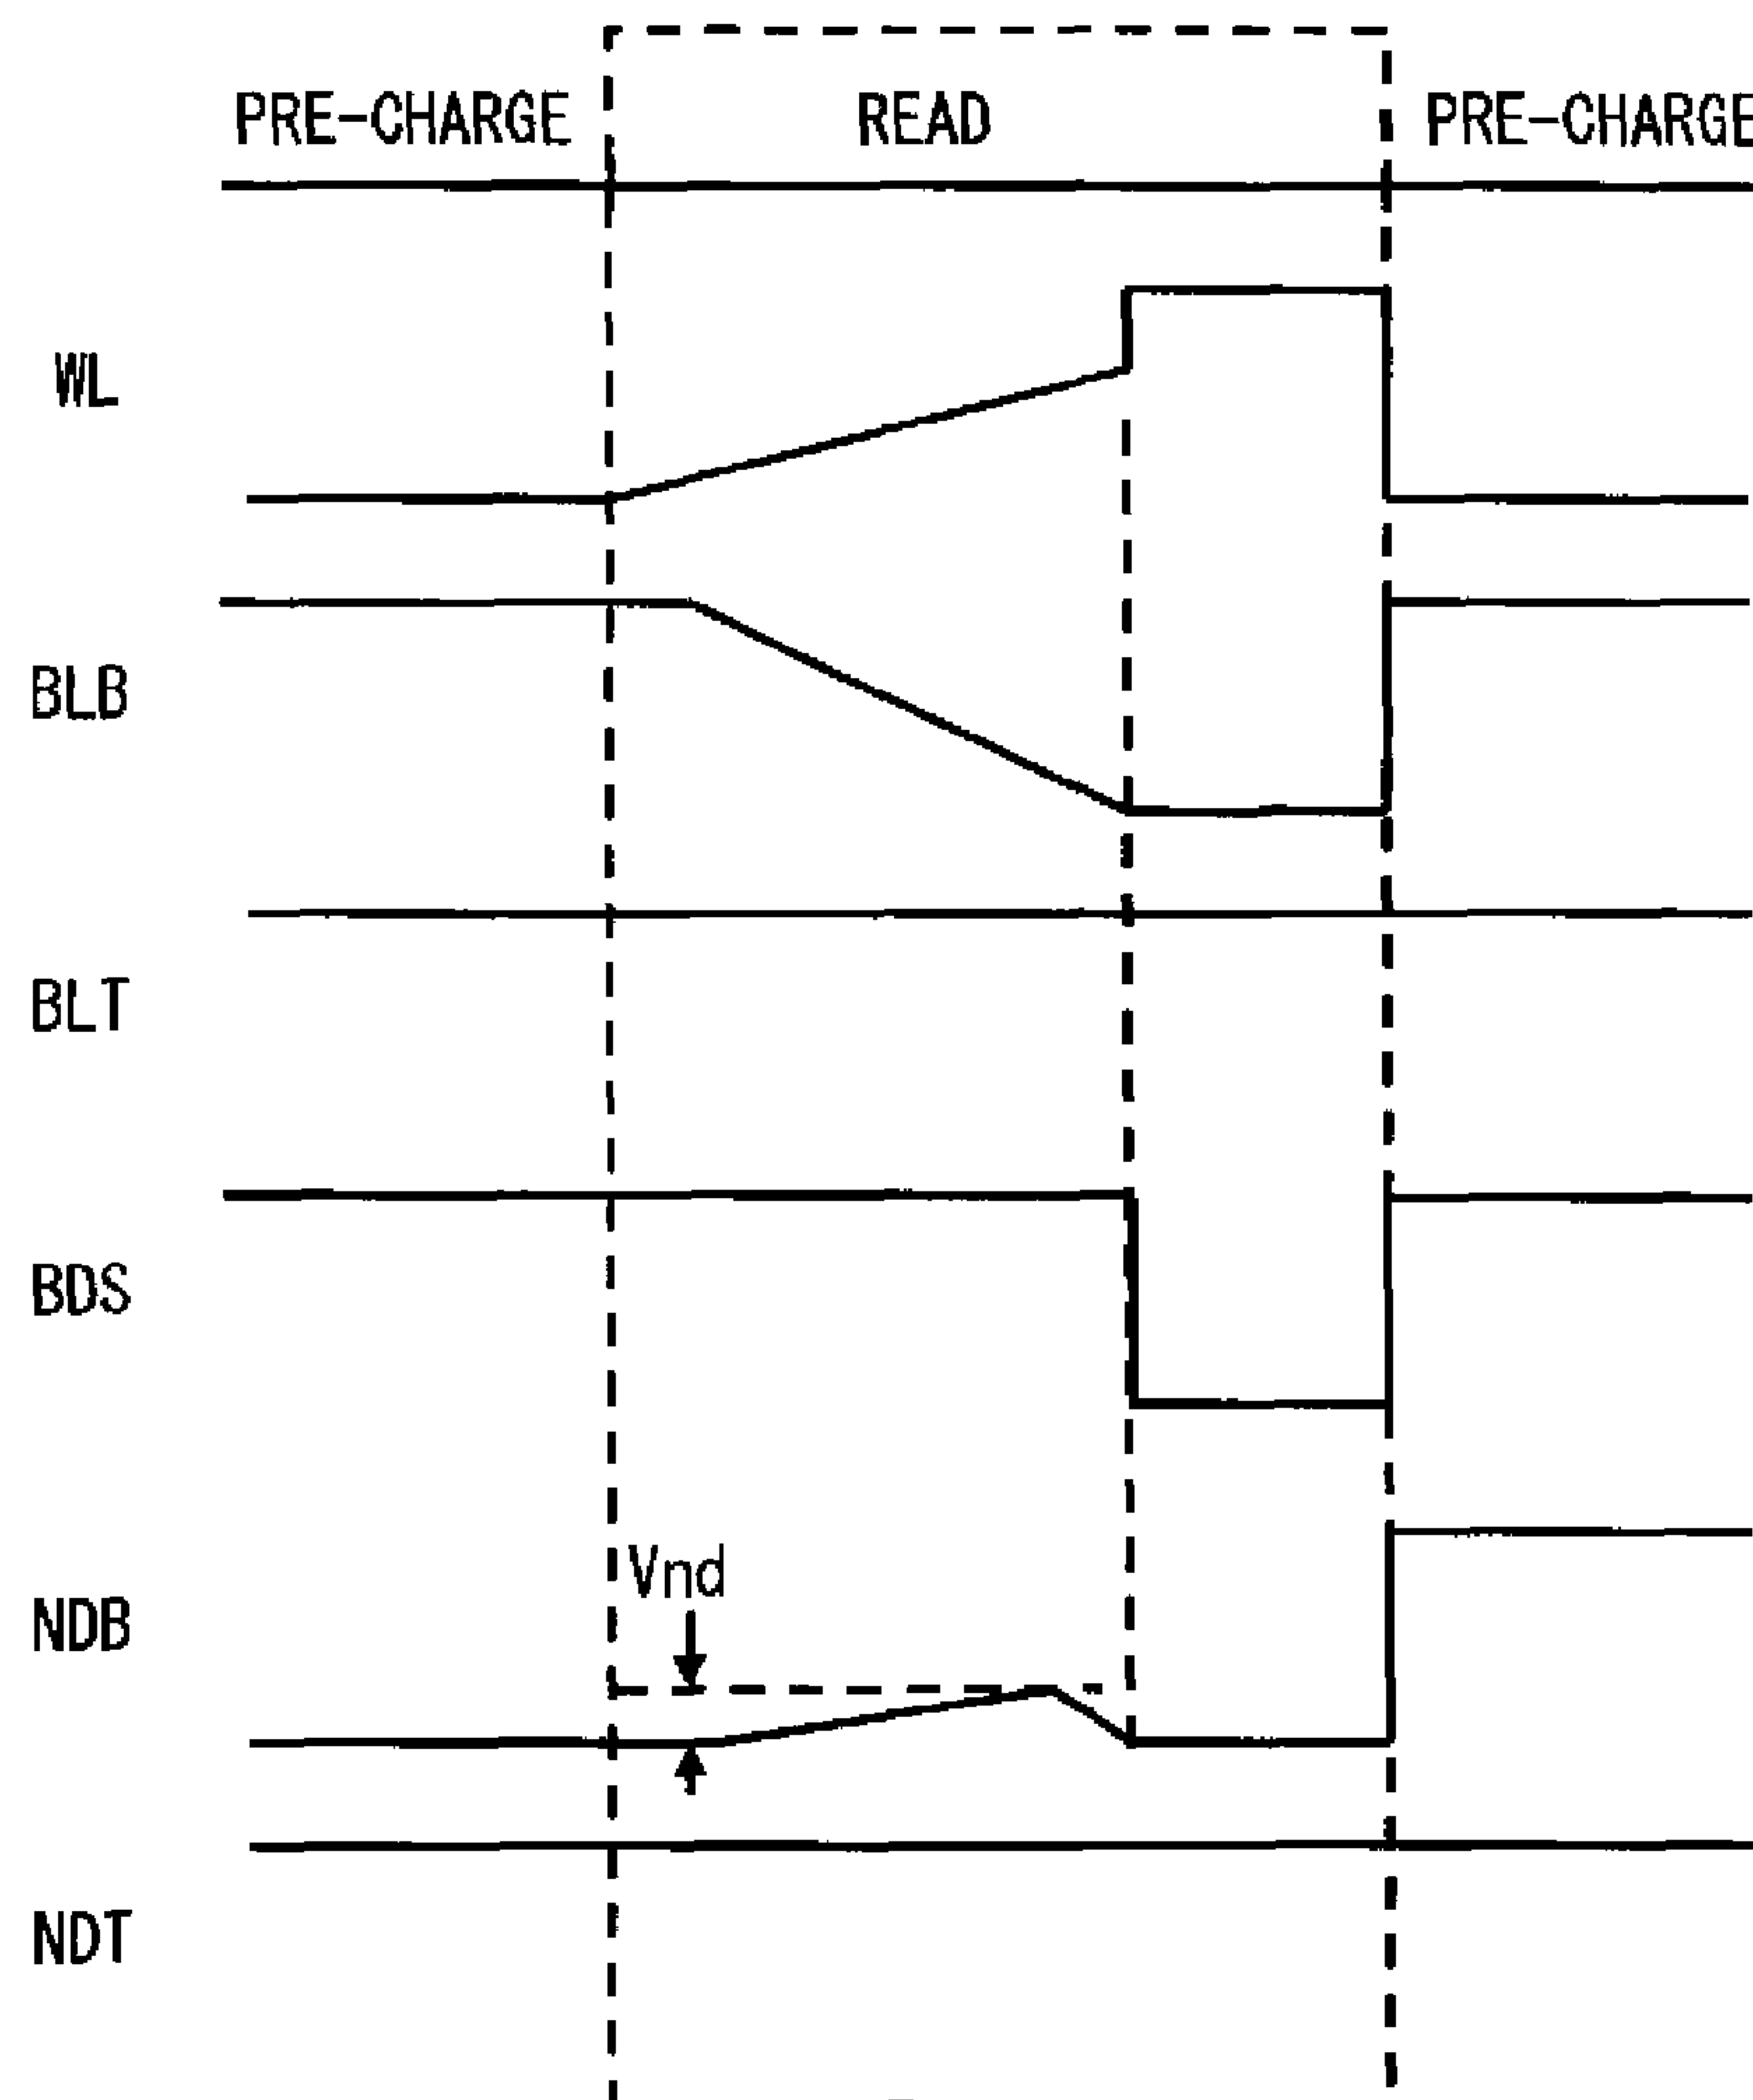 PRE-CHARGE READ PRE-CHARGE
WL
BLB
BLT
BDS
Vnd
NDB
NDT